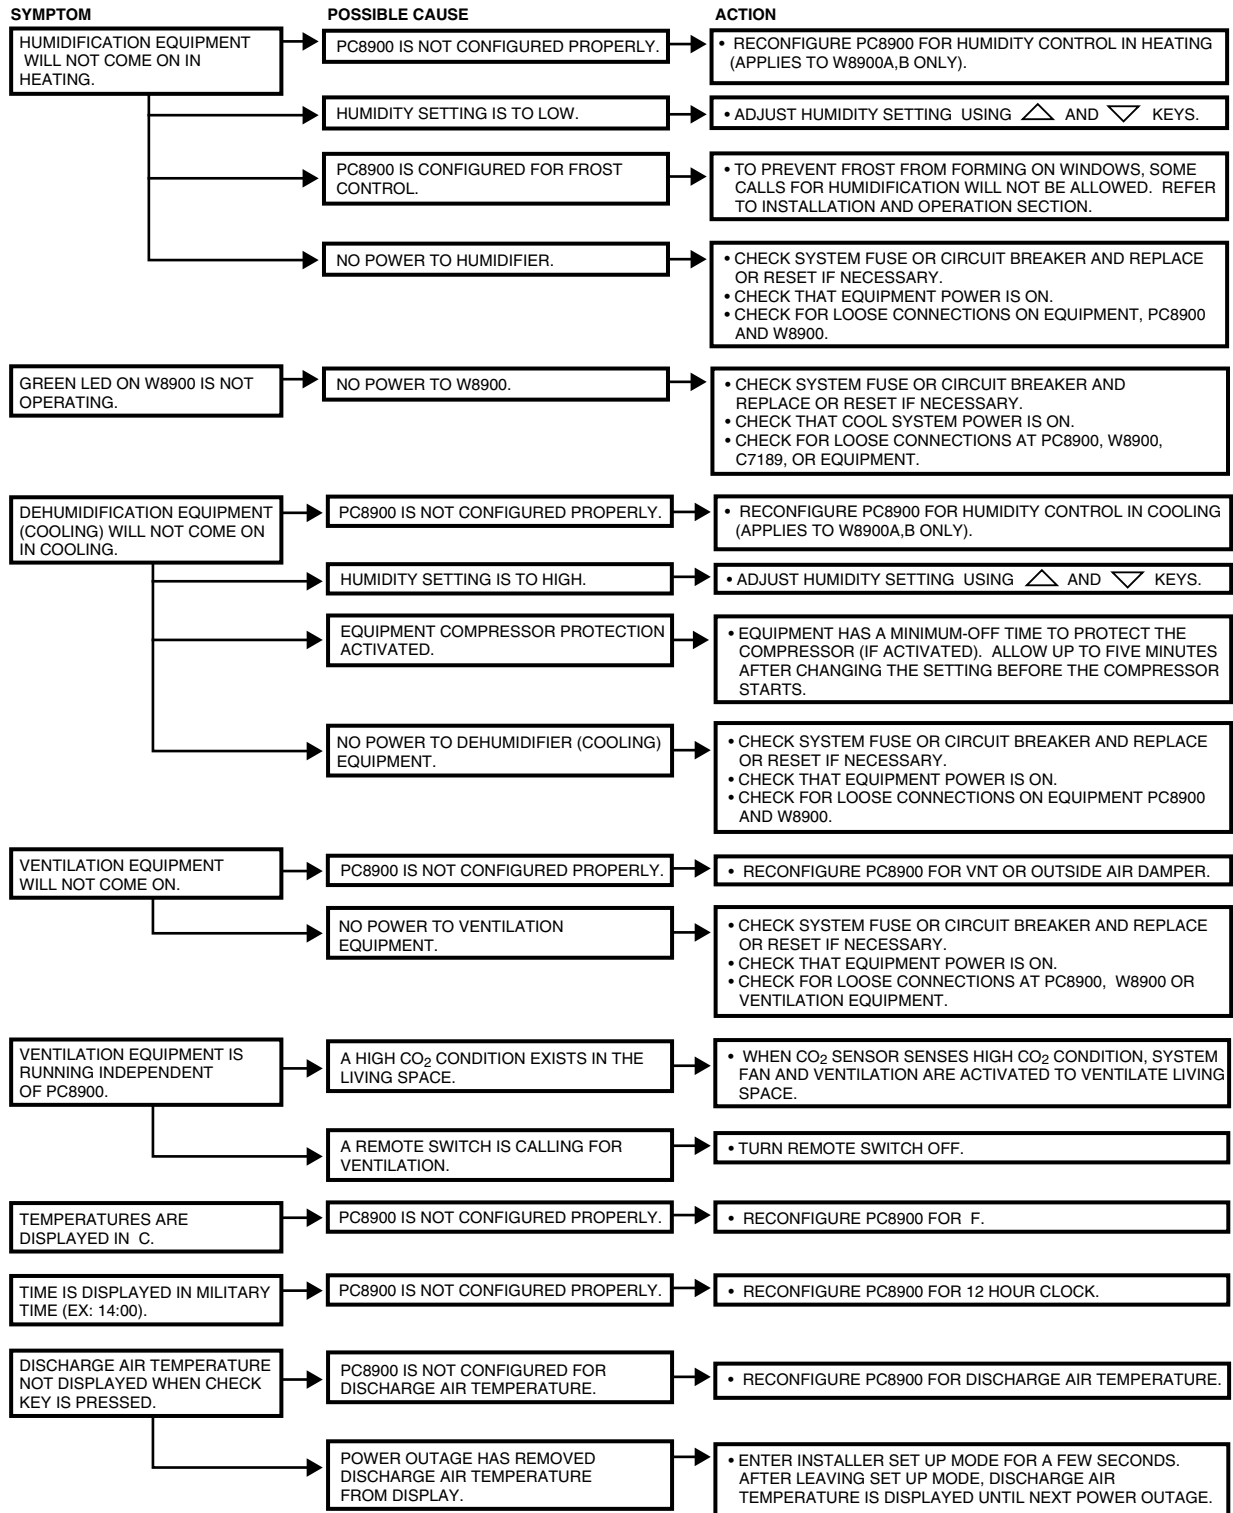 SYMPTOM
POSSIBLE CAUSE
ACTION
HUMIDIFICATION EQUIPMENT
WILL NOT COME ON IN
HEATING.
PC8900 IS NOT CONFIGURED PROPERLY.
• RECONFIGURE PC8900 FOR HUMIDITY CONTROL IN HEATING
(APPLIES TO W8900A,B ONLY).
HUMIDITY SETTING IS TO LOW.
• ADJUST HUMIDITY SETTING USING △ AND ▽ KEYS.
PC8900 IS CONFIGURED FOR FROST
CONTROL.
• TO PREVENT FROST FROM FORMING ON WINDOWS, SOME
CALLS FOR HUMIDIFICATION WILL NOT BE ALLOWED. REFER
TO INSTALLATION AND OPERATION SECTION.
NO POWER TO HUMIDIFIER.
• CHECK SYSTEM FUSE OR CIRCUIT BREAKER AND REPLACE
OR RESET IF NECESSARY.
• CHECK THAT EQUIPMENT POWER IS ON.
• CHECK FOR LOOSE CONNECTIONS ON EQUIPMENT, PC8900
AND W8900.
GREEN LED ON W8900 IS NOT
OPERATING.
NO POWER TO W8900.
• CHECK SYSTEM FUSE OR CIRCUIT BREAKER AND
REPLACE OR RESET IF NECESSARY.
• CHECK THAT COOL SYSTEM POWER IS ON.
• CHECK FOR LOOSE CONNECTIONS AT PC8900, W8900,
C7189, OR EQUIPMENT.
DEHUMIDIFICATION EQUIPMENT
(COOLING) WILL NOT COME ON
IN COOLING.
PC8900 IS NOT CONFIGURED PROPERLY.
• RECONFIGURE PC8900 FOR HUMIDITY CONTROL IN COOLING
(APPLIES TO W8900A,B ONLY).
HUMIDITY SETTING IS TO HIGH.
• ADJUST HUMIDITY SETTING USING △ AND ▽ KEYS.
EQUIPMENT COMPRESSOR PROTECTION
ACTIVATED.
• EQUIPMENT HAS A MINIMUM-OFF TIME TO PROTECT THE
COMPRESSOR (IF ACTIVATED). ALLOW UP TO FIVE MINUTES
AFTER CHANGING THE SETTING BEFORE THE COMPRESSOR
STARTS.
NO POWER TO DEHUMIDIFIER (COOLING)
EQUIPMENT.
• CHECK SYSTEM FUSE OR CIRCUIT BREAKER AND REPLACE
OR RESET IF NECESSARY.
• CHECK THAT EQUIPMENT POWER IS ON.
• CHECK FOR LOOSE CONNECTIONS ON EQUIPMENT PC8900
AND W8900.
VENTILATION EQUIPMENT
WILL NOT COME ON.
PC8900 IS NOT CONFIGURED PROPERLY.
• RECONFIGURE PC8900 FOR VNT OR OUTSIDE AIR DAMPER.
NO POWER TO VENTILATION
EQUIPMENT.
• CHECK SYSTEM FUSE OR CIRCUIT BREAKER AND REPLACE
OR RESET IF NECESSARY.
• CHECK THAT EQUIPMENT POWER IS ON.
• CHECK FOR LOOSE CONNECTIONS AT PC8900, W8900 OR
VENTILATION EQUIPMENT.
VENTILATION EQUIPMENT IS
RUNNING INDEPENDENT
OF PC8900.
A HIGH CO₂ CONDITION EXISTS IN THE
LIVING SPACE.
• WHEN CO₂ SENSOR SENSES HIGH CO₂ CONDITION, SYSTEM
FAN AND VENTILATION ARE ACTIVATED TO VENTILATE LIVING
SPACE.
A REMOTE SWITCH IS CALLING FOR
VENTILATION.
• TURN REMOTE SWITCH OFF.
TEMPERATURES ARE
DISPLAYED IN C.
PC8900 IS NOT CONFIGURED PROPERLY.
• RECONFIGURE PC8900 FOR F.
TIME IS DISPLAYED IN MILITARY
TIME (EX: 14:00).
PC8900 IS NOT CONFIGURED PROPERLY.
• RECONFIGURE PC8900 FOR 12 HOUR CLOCK.
DISCHARGE AIR TEMPERATURE
NOT DISPLAYED WHEN CHECK
KEY IS PRESSED.
PC8900 IS NOT CONFIGURED FOR
DISCHARGE AIR TEMPERATURE.
• RECONFIGURE PC8900 FOR DISCHARGE AIR TEMPERATURE.
POWER OUTAGE HAS REMOVED
DISCHARGE AIR TEMPERATURE
FROM DISPLAY.
• ENTER INSTALLER SET UP MODE FOR A FEW SECONDS.
AFTER LEAVING SET UP MODE, DISCHARGE AIR
TEMPERATURE IS DISPLAYED UNTIL NEXT POWER OUTAGE.